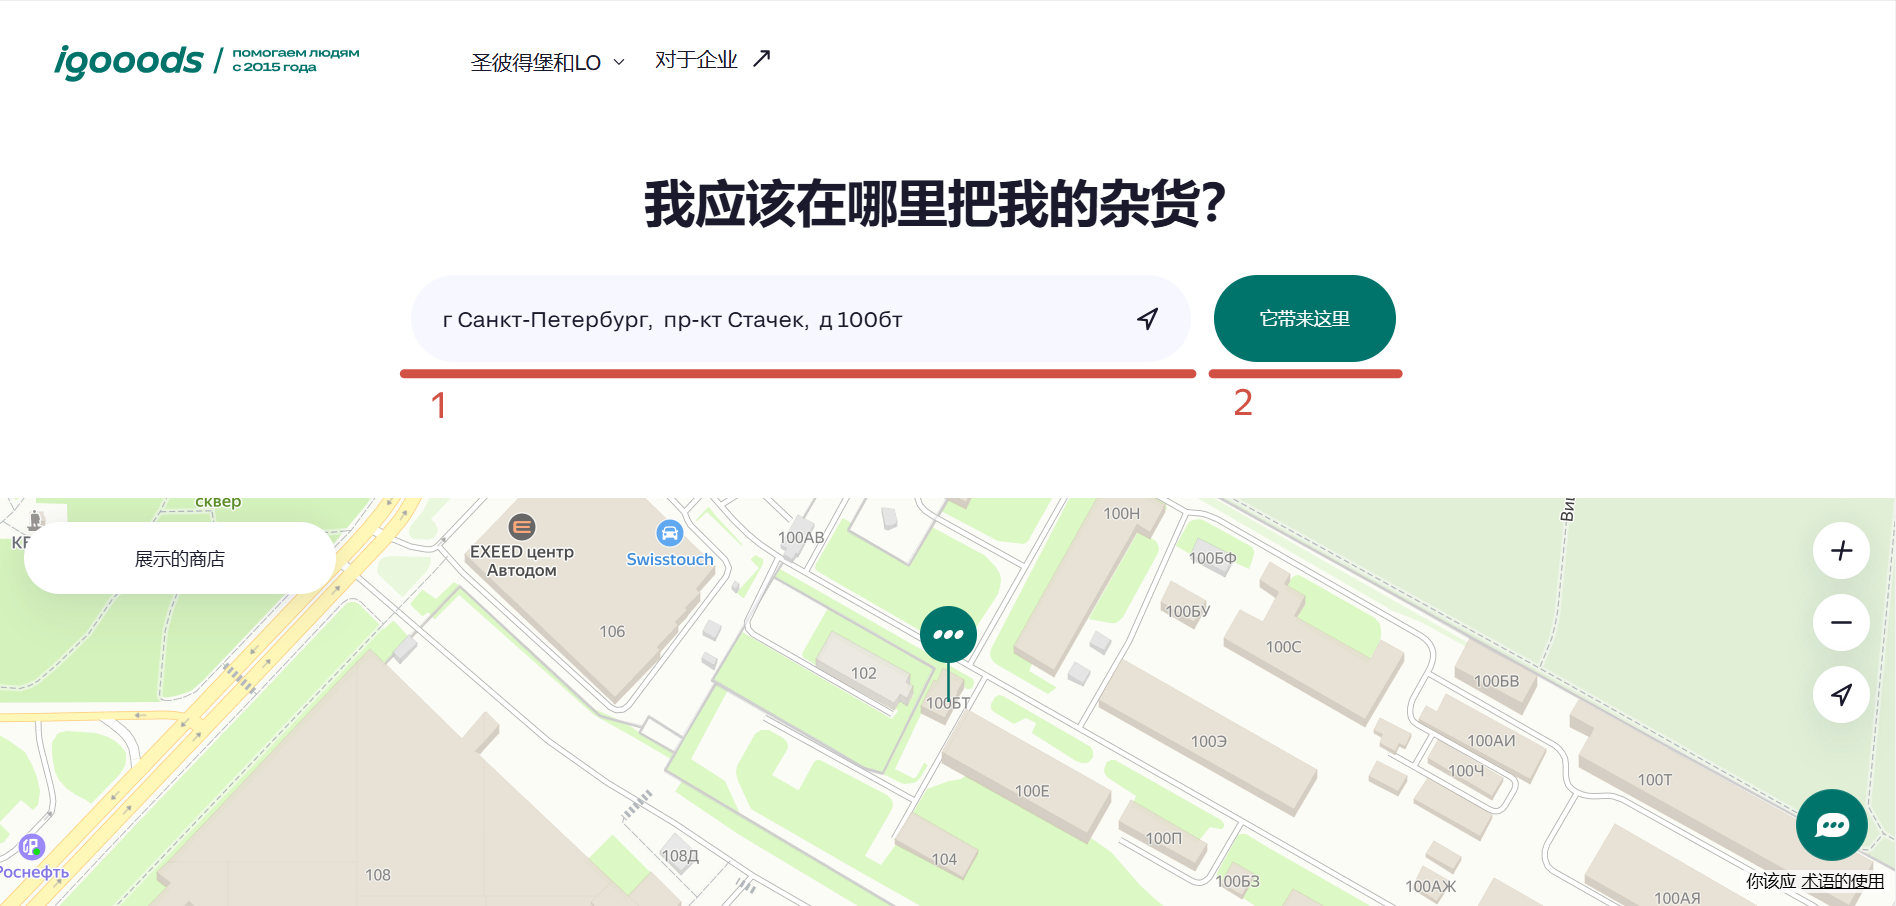 igooods / помогаем людям
с 2015 года
圣彼得堡和LO
对于企业
我应该在哪里把我的杂货?
г Санкт-Петербург, пр-кт Стачек, д 100бт
它带来这里
1
2
сквер
Виш
100Н
EXEED центр
Автодом
Swisstouch
100АВ
100БФ
展示的商店
100БУ
106
100С
102
100БВ
100БТ
100Э
100АИ
100Ч
100Т
100Е
100П
108Д
104
Роснефть
108
100БЗ
100АЖ
100АЯ
你该应 术语的使用